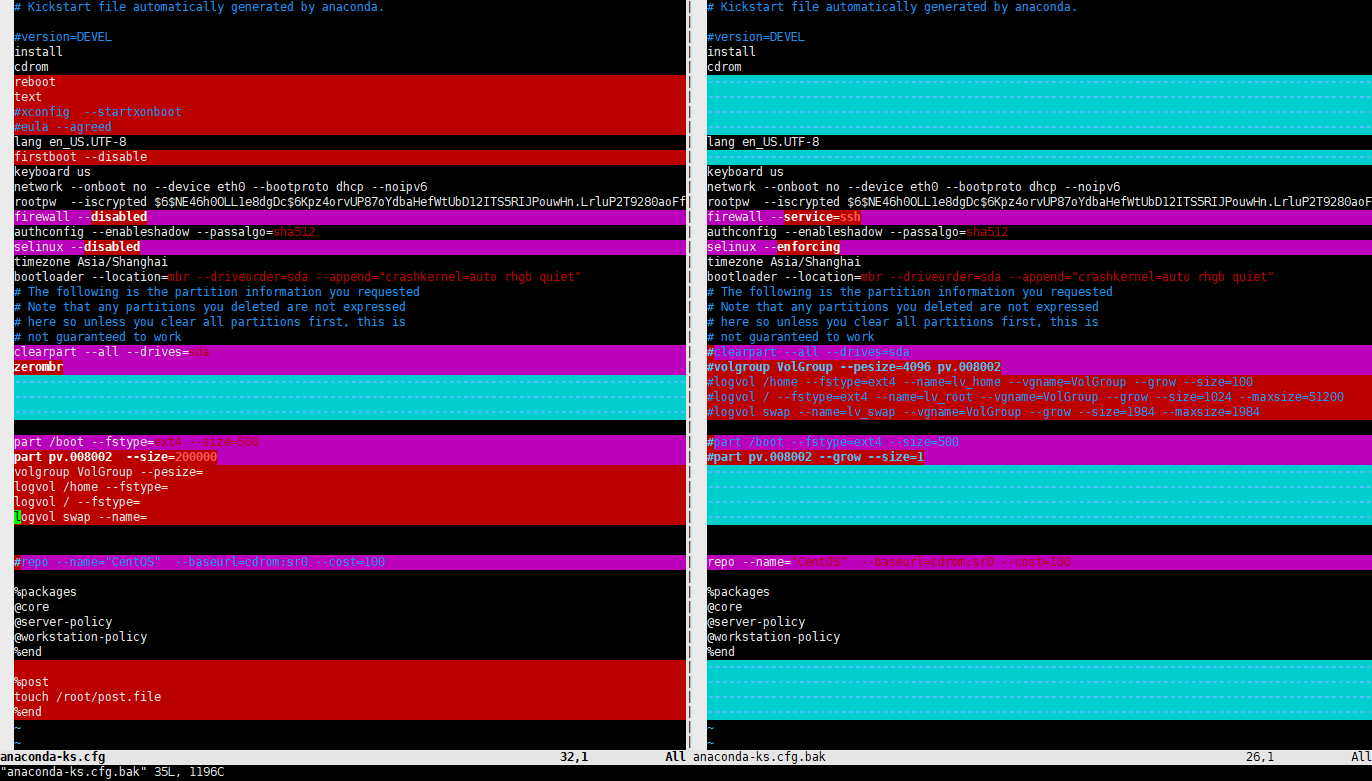 # Kickstart file automatically generated by anaconda.
#version=DEVEL
install
cdrom
reboot
text
#xconfig  --startxonboot
#eula --agreed
lang en_US.UTF-8
firstboot --disable
keyboard us
network --onboot no --device eth0 --bootproto dhcp --noipv6
rootpw  --iscrypted $6$NE46h0OLL1e8dgDc$6Kpz4orvUP87oYdbaHefWtUbD12ITS5RIJPouwHn.LrluP2T9280aoFf
firewall --disabled
authconfig --enableshadow --passalgo=sha512
selinux --disabled
timezone Asia/Shanghai
bootloader --location=mbr --driveorder=sda --append="crashkernel=auto rhgb quiet"
# The following is the partition information you requested
# Note that any partitions you deleted are not expressed
# here so unless you clear all partitions first, this is
# not guaranteed to work
clearpart --all --drives=sda
zerombr
part /boot --fstype=ext4 --size=500
part pv.008002  --size=200000
volgroup VolGroup --pesize=
logvol /home --fstype=
logvol / --fstype=
logvol swap --name=
#repo --name="CentOS"  --baseurl=cdrom:sr0 --cost=100
%packages
@core
@server-policy
@workstation-policy
%end
%post
touch /root/post.file
%end
~
~
anaconda-ks.cfg 32,1 All
# Kickstart file automatically generated by anaconda.
#version=DEVEL
install
cdrom
lang en_US.UTF-8
keyboard us
network --onboot no --device eth0 --bootproto dhcp --noipv6
rootpw  --iscrypted $6$NE46h0OLL1e8dgDc$6Kpz4orvUP87oYdbaHefWtUbD12ITS5RIJPouwHn.LrluP2T9280aoF
firewall --service=ssh
authconfig --enableshadow --passalgo=sha512
selinux --enforcing
timezone Asia/Shanghai
bootloader --location=mbr --driveorder=sda --append="crashkernel=auto rhgb quiet"
# The following is the partition information you requested
# Note that any partitions you deleted are not expressed
# here so unless you clear all partitions first, this is
# not guaranteed to work
#clearpart --all --drives=sda
#volgroup VolGroup --pesize=4096 pv.008002
#logvol /home --fstype=ext4 --name=lv_home --vgname=VolGroup --grow --size=100
#logvol / --fstype=ext4 --name=lv_root --vgname=VolGroup --grow --size=1024 --maxsize=51200
#logvol swap --name=lv_swap --vgname=VolGroup --grow --size=1984 --maxsize=1984
#part /boot --fstype=ext4 --size=500
#part pv.008002 --grow --size=1
repo --name="CentOS"  --baseurl=cdrom:sr0 --cost=100
%packages
@core
@server-policy
@workstation-policy
%end
~
~
anaconda-ks.cfg.bak 26,1 All
"anaconda-ks.cfg.bak" 35L, 1196C